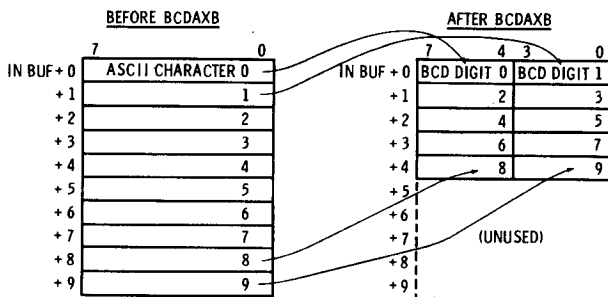 BEFORE BCDAXB
7 0
IN BUF + 0 ASCII CHARACTER 0
+ 1 1
+ 2 2
+ 3 3
+ 4 4
+ 5 5
+ 6 6
+ 7 7
+ 8 8
+ 9 9
AFTER BCDAXB
7 4 3 0
IN BUF + 0 BCD DIGIT 0 BCD DIGIT 1
+ 1 2 3
+ 2 4 5
+ 3 6 7
+ 4 8 9
+ 5
+ 6
+ 7 (UNUSED)
+ 8
+ 9